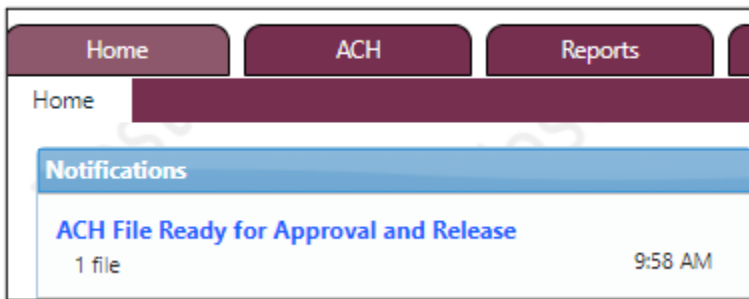 Home ACH Reports
Home
Notifications
ACH File Ready for Approval and Release
1 file 9:58 AM